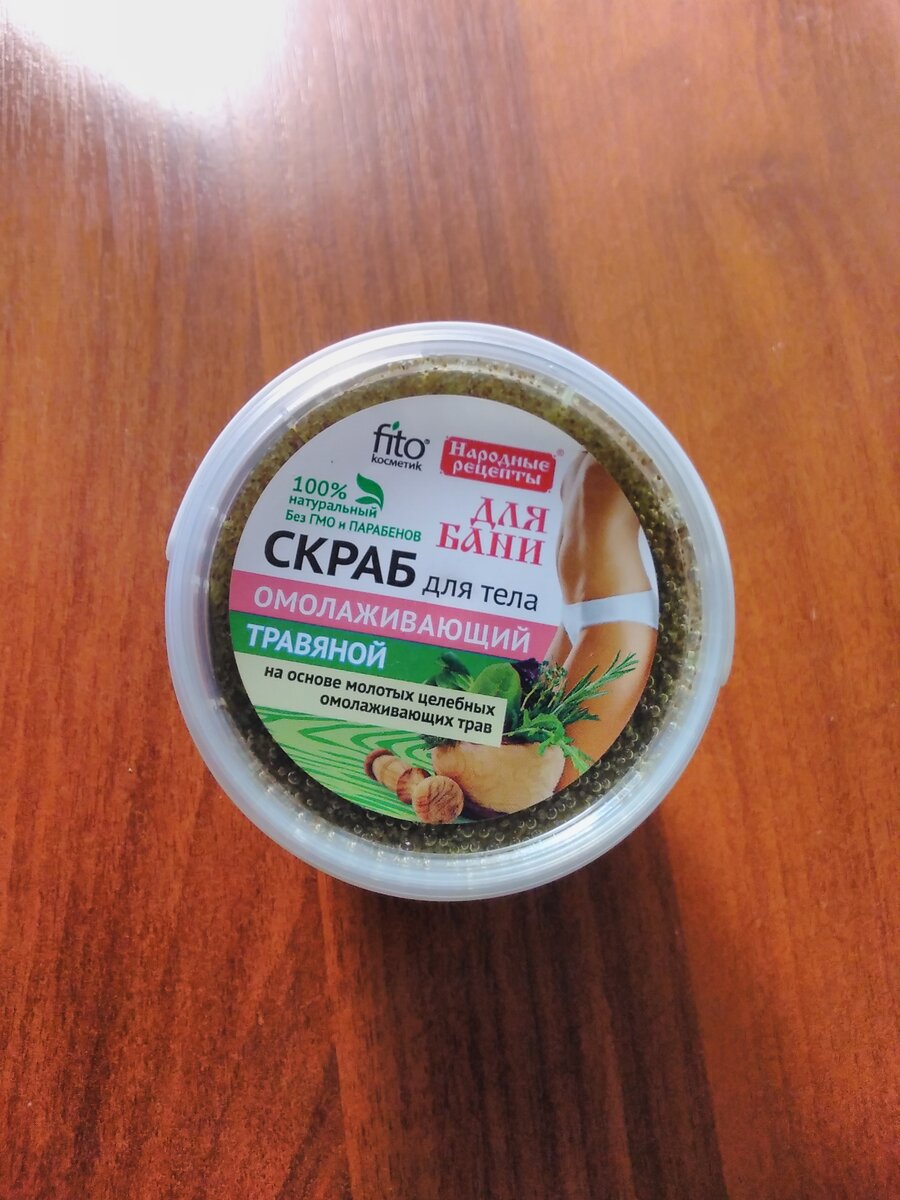 fito®
косметик
Народные
рецепты®
100%
натуральный
Без ГМО и ПАРАБЕНОВ
ДЛЯ
БАНИ
СКРАБ для тела
ОМОЛАЖИВАЮЩИЙ
ТРАВЯНОЙ
на основе молотых целебных
омолаживающих трав